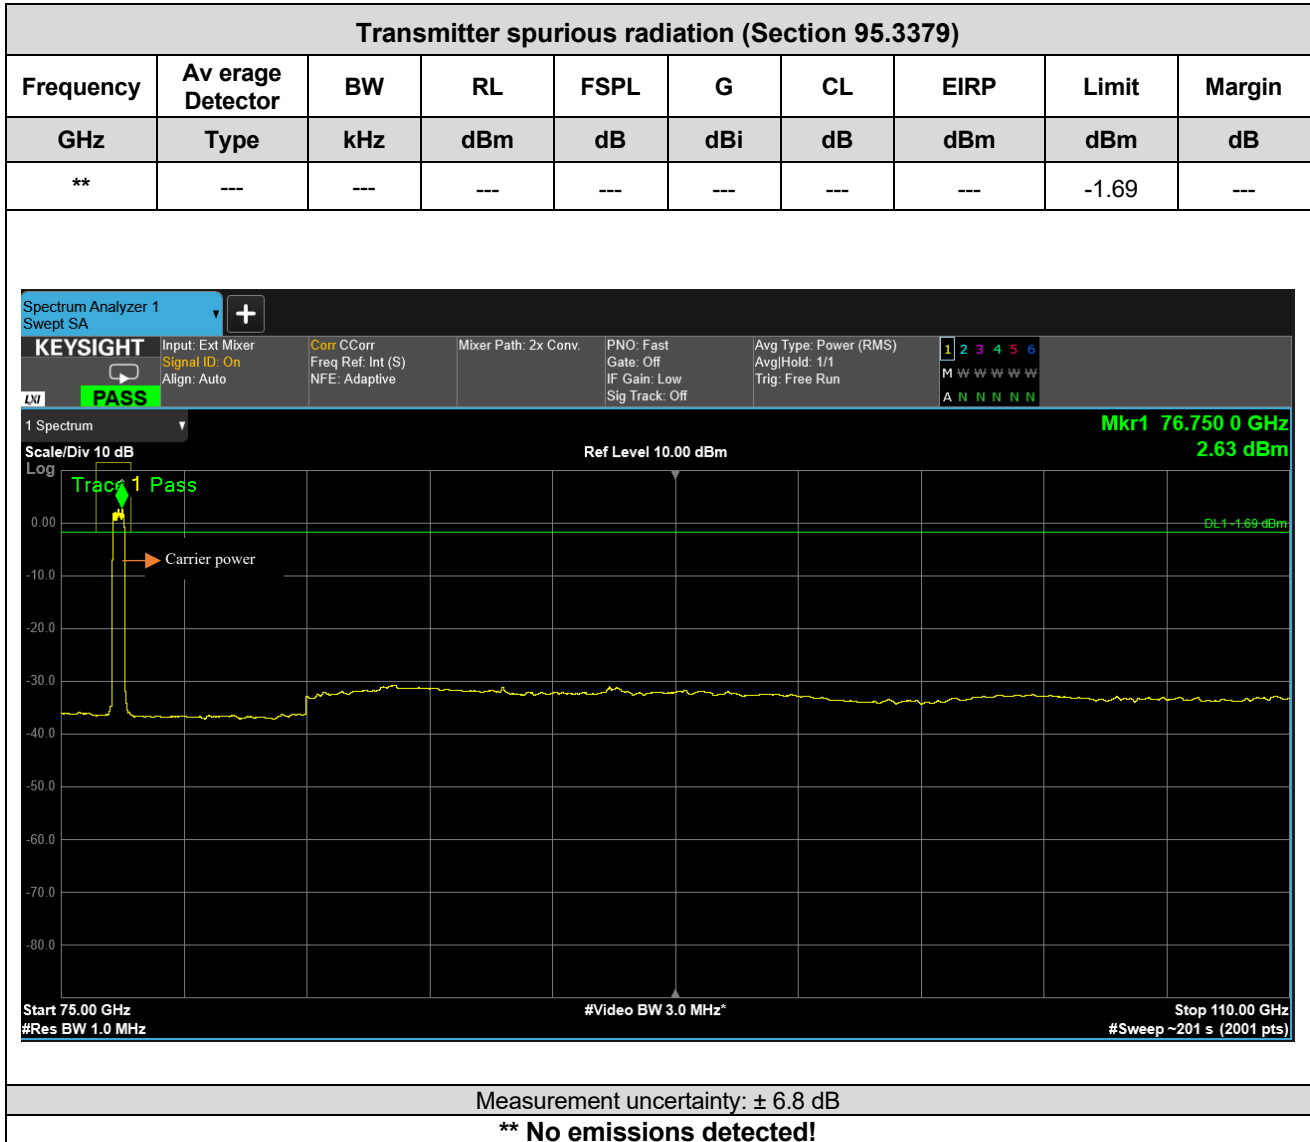 Transmitter spurious radiation (Section 95.3379)
Frequency Av erage Detector BW RL FSPL G CL EIRP Limit Margin
GHz Type kHz dBm dB dBi dB dBm dBm dB
** --- --- --- --- --- --- --- -1.69 ---
Spectrum Analyzer 1
Swept SA
+
KEYSIGHT Input: Ext Mixer Corr CCorr Mixer Path: 2x Conv. PNO: Fast Avg Type: Power (RMS) 1 2 3 4 5 6
Signal ID: On Freq Ref: Int (S) Gate: Off Avg|Hold: 1/1 M W W W W W
Align: Auto NFE: Adaptive IF Gain: Low Trig: Free Run
LXI PASS Sig Track: Off A N N N N N
1 Spectrum Mkr1 76.750 0 GHz
Scale/Div 10 dB Ref Level 10.00 dBm 2.63 dBm
Log
Trace 1 Pass
0.00 DL1 -1.69 dBm
Carrier power
-10.0
-20.0
-30.0
-40.0
-50.0
-60.0
-70.0
-80.0
Start 75.00 GHz #Video BW 3.0 MHz* Stop 110.00 GHz
#Res BW 1.0 MHz #Sweep ~201 s (2001 pts)
Measurement uncertainty: ± 6.8 dB
** No emissions detected!